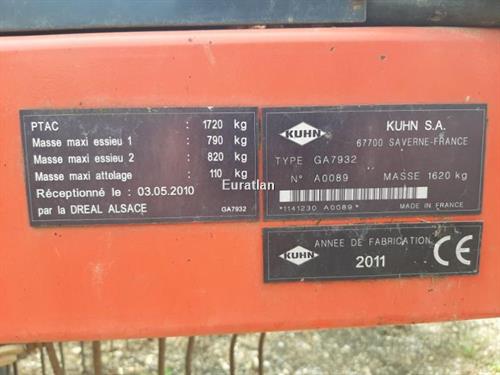 PTAC : 1720 kg
Masse maxi essieu 1 : 790 kg
Masse maxi essieu 2 : 820 kg
Masse maxi attolage : 110 kg
Réceptionné le : 03.05.2010
par la DREAL ALSACE GA7932
KUHN KUHN S.A.
67700 SAVERNE-FRANCE
TYPE GA7932
N° A0089 MASSE 1620 kg
*1141230 A0089* MADE IN FRANCE
KUHN ANNEE DE FABRICATION CE
2011
Euratlan